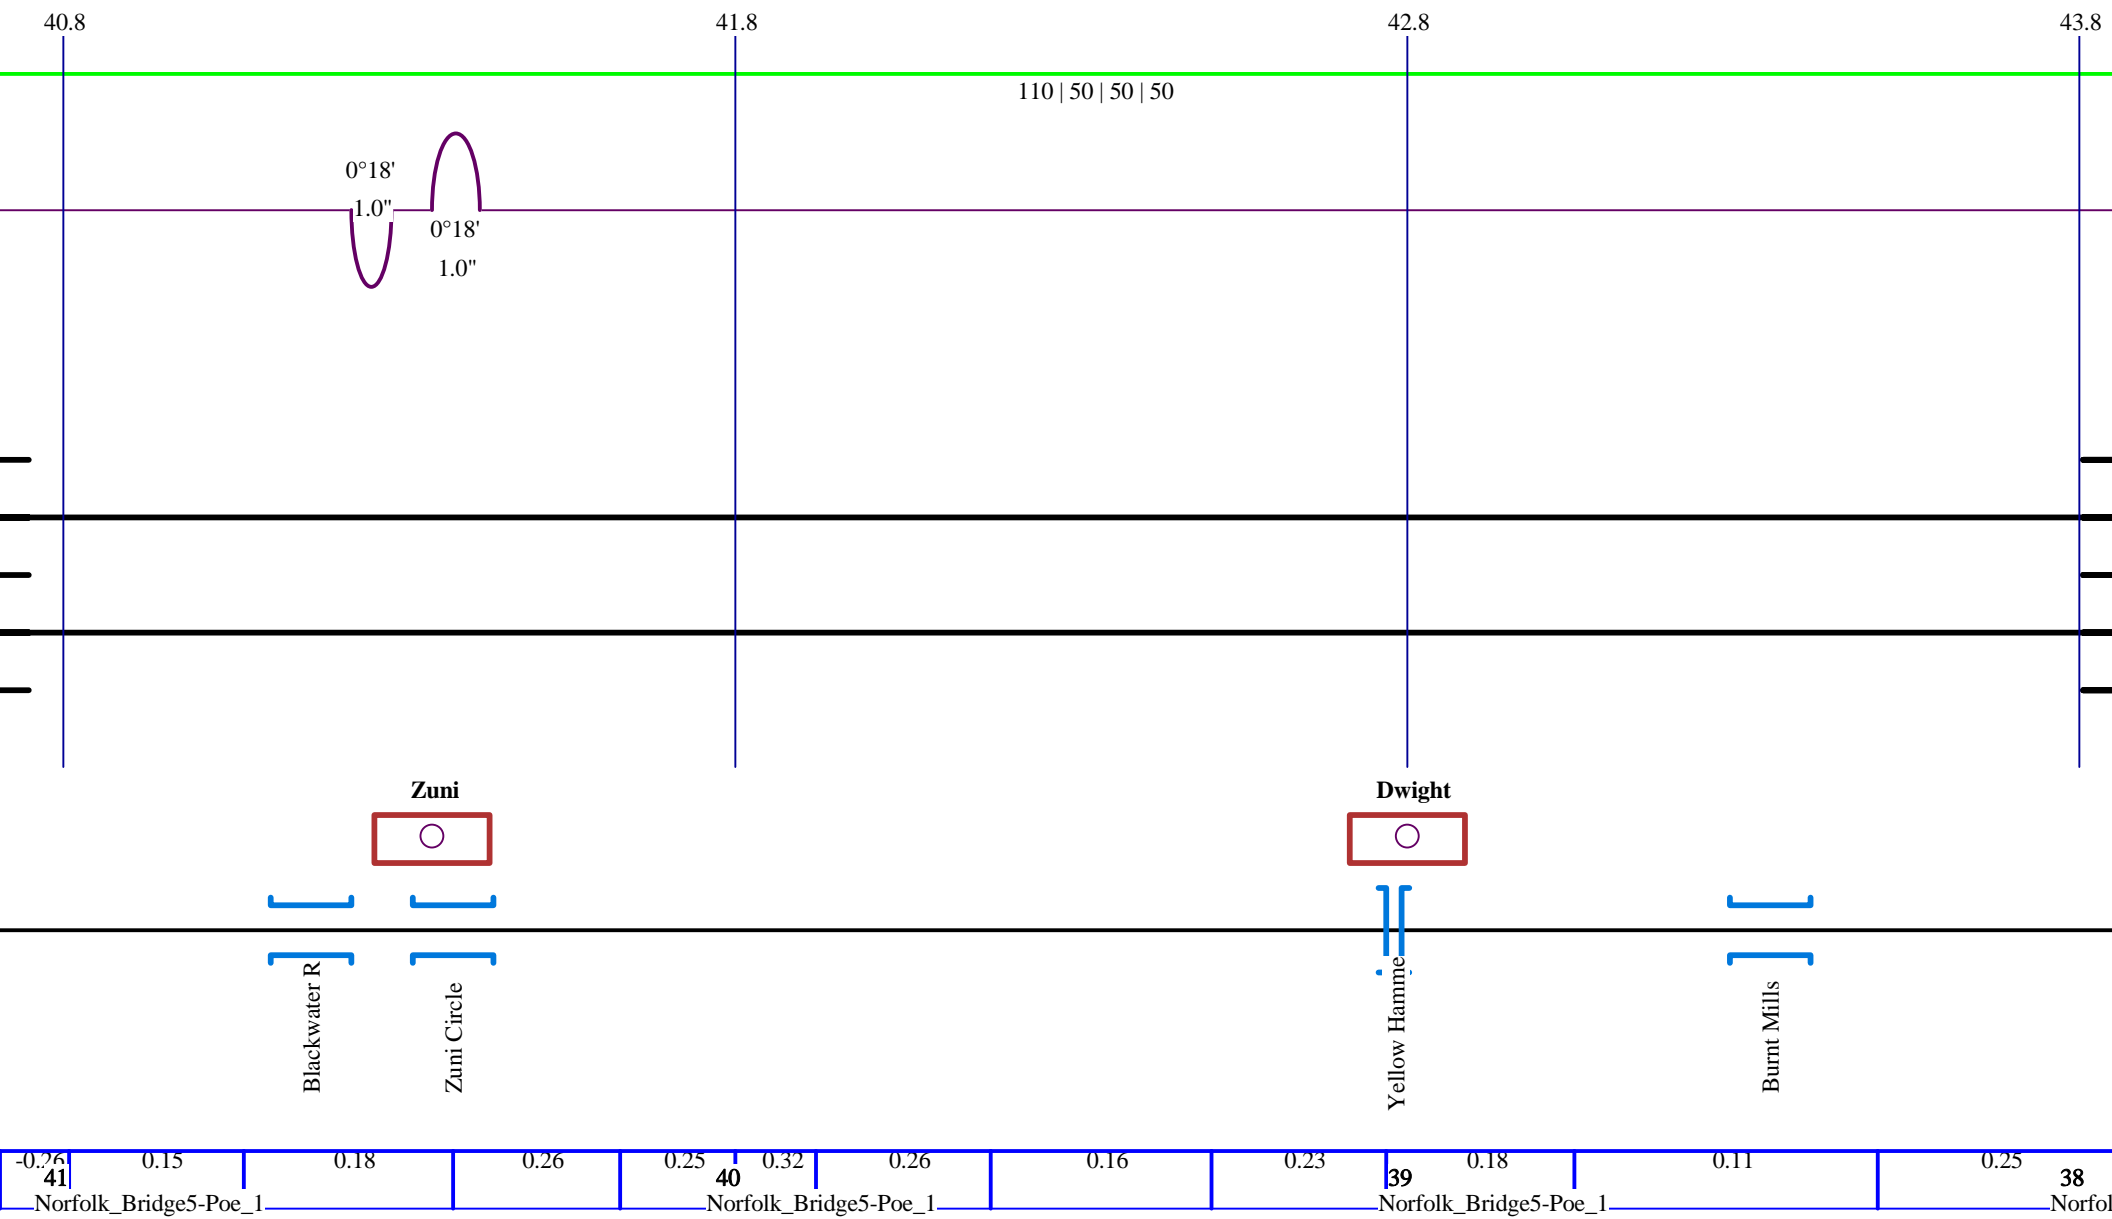 40.8 41.8 42.8 43.8
110 | 50 | 50 | 50
0°18'
1.0"
0°18'
1.0"
Zuni Dwight
Blackwater R
Zuni Circle
Yellow Hamme
Burnt Mills
-0.26 0.15 0.18 0.26 0.25 0.32 0.26 0.16 0.23 0.18 0.11 0.25
41 40 39 38
Norfolk_Bridge5-Poe_1 Norfolk_Bridge5-Poe_1 Norfolk_Bridge5-Poe_1 Norfol